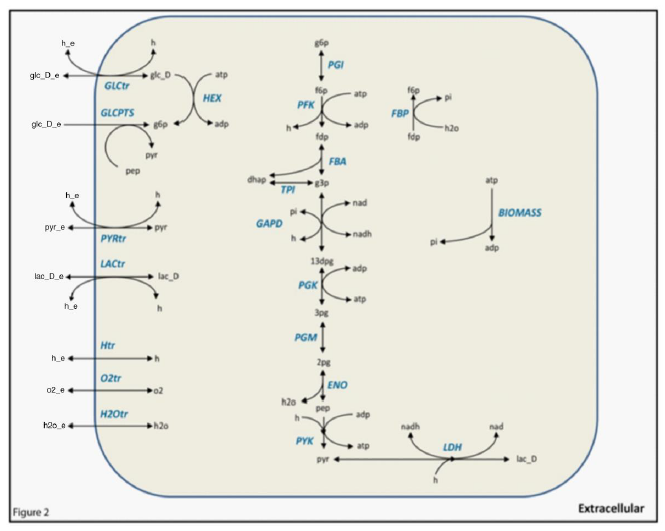 h_e h
glc_D_e glc_D atp
GLCtr
HEX
GLCPTS
glc_D_e g6p adp
pyr
pep
h_e h
pyr_e pyr
PYRtr
LACtr
lac_D_e lac_D
h_e h
Htr
h_e h
O2tr
o2_e o2
H2Otr
h2o_e h2o
g6p
PGI
f6p
atp
PFK
h adp
fdp
FBA
dhap g3p
TPI
pi nad
GAPD
h nadh
13dpg
adp
PGK
atp
3pg
PGM
2pg
ENO
h2o
pep
h adp
PYK
atp
pyr
f6p
pi
FBP
h2o
fdp
atp
BIOMASS
pi adp
nadh nad
LDH
lac_D
h
Figure 2
Extracellular